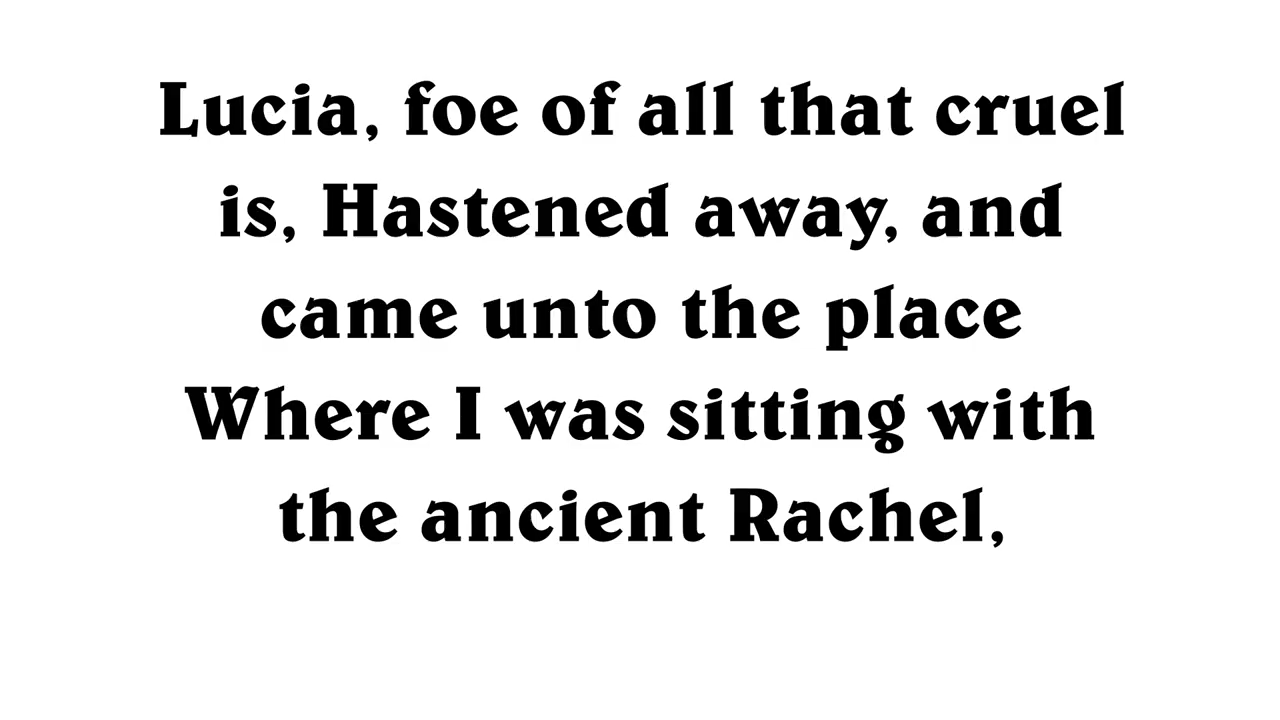 Lucia, foe of all that cruel
is, Hastened away, and
came unto the place
Where I was sitting with
the ancient Rachel,